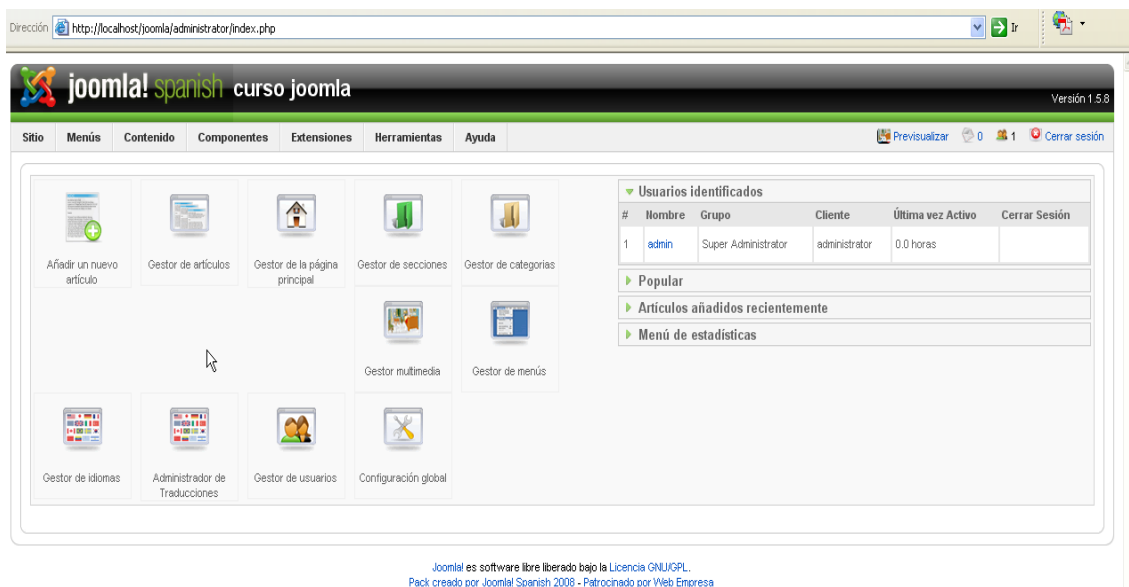 Dirección http://localhost/joomla/administrator/index.php Ir
joomla! spanish curso joomla
Versión 1.5.8
Sitio Menús Contenido Componentes Extensiones Herramientas Ayuda Previsualizar 0 1 Cerrar sesión
Añadir un nuevo
artículo
Gestor de artículos
Gestor de la página
principal
Gestor de secciones
Gestor de categorias
Gestor multimedia
Gestor de menús
Gestor de idiomas
Administrador de
Traducciones
Gestor de usuarios
Configuración global
Usuarios identificados
# Nombre Grupo Cliente Última vez Activo Cerrar Sesión
1 admin Super Administrator administrator 0.0 horas
Popular
Artículos añadidos recientemente
Menú de estadísticas
Joomla! es software libre liberado bajo la Licencia GNU/GPL.
Pack creado por Joomla! Spanish 2008 - Patrocinado por Web Empresa